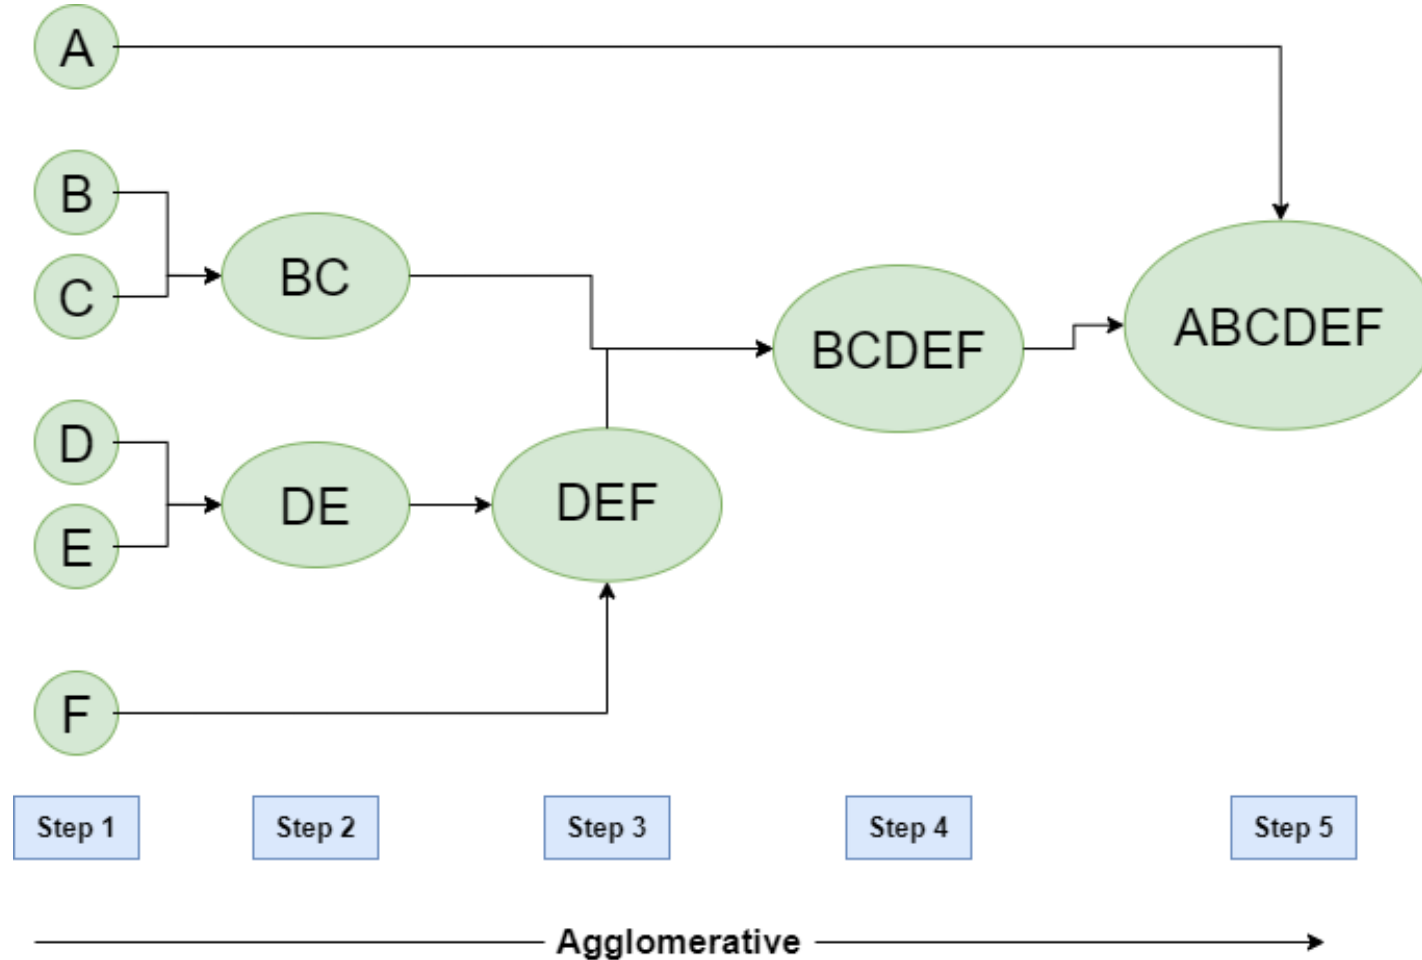 A
B
C
BC
BCDEF
ABCDEF
D
E
DE
DEF
F
Step 1
Step 2
Step 3
Step 4
Step 5
Agglomerative